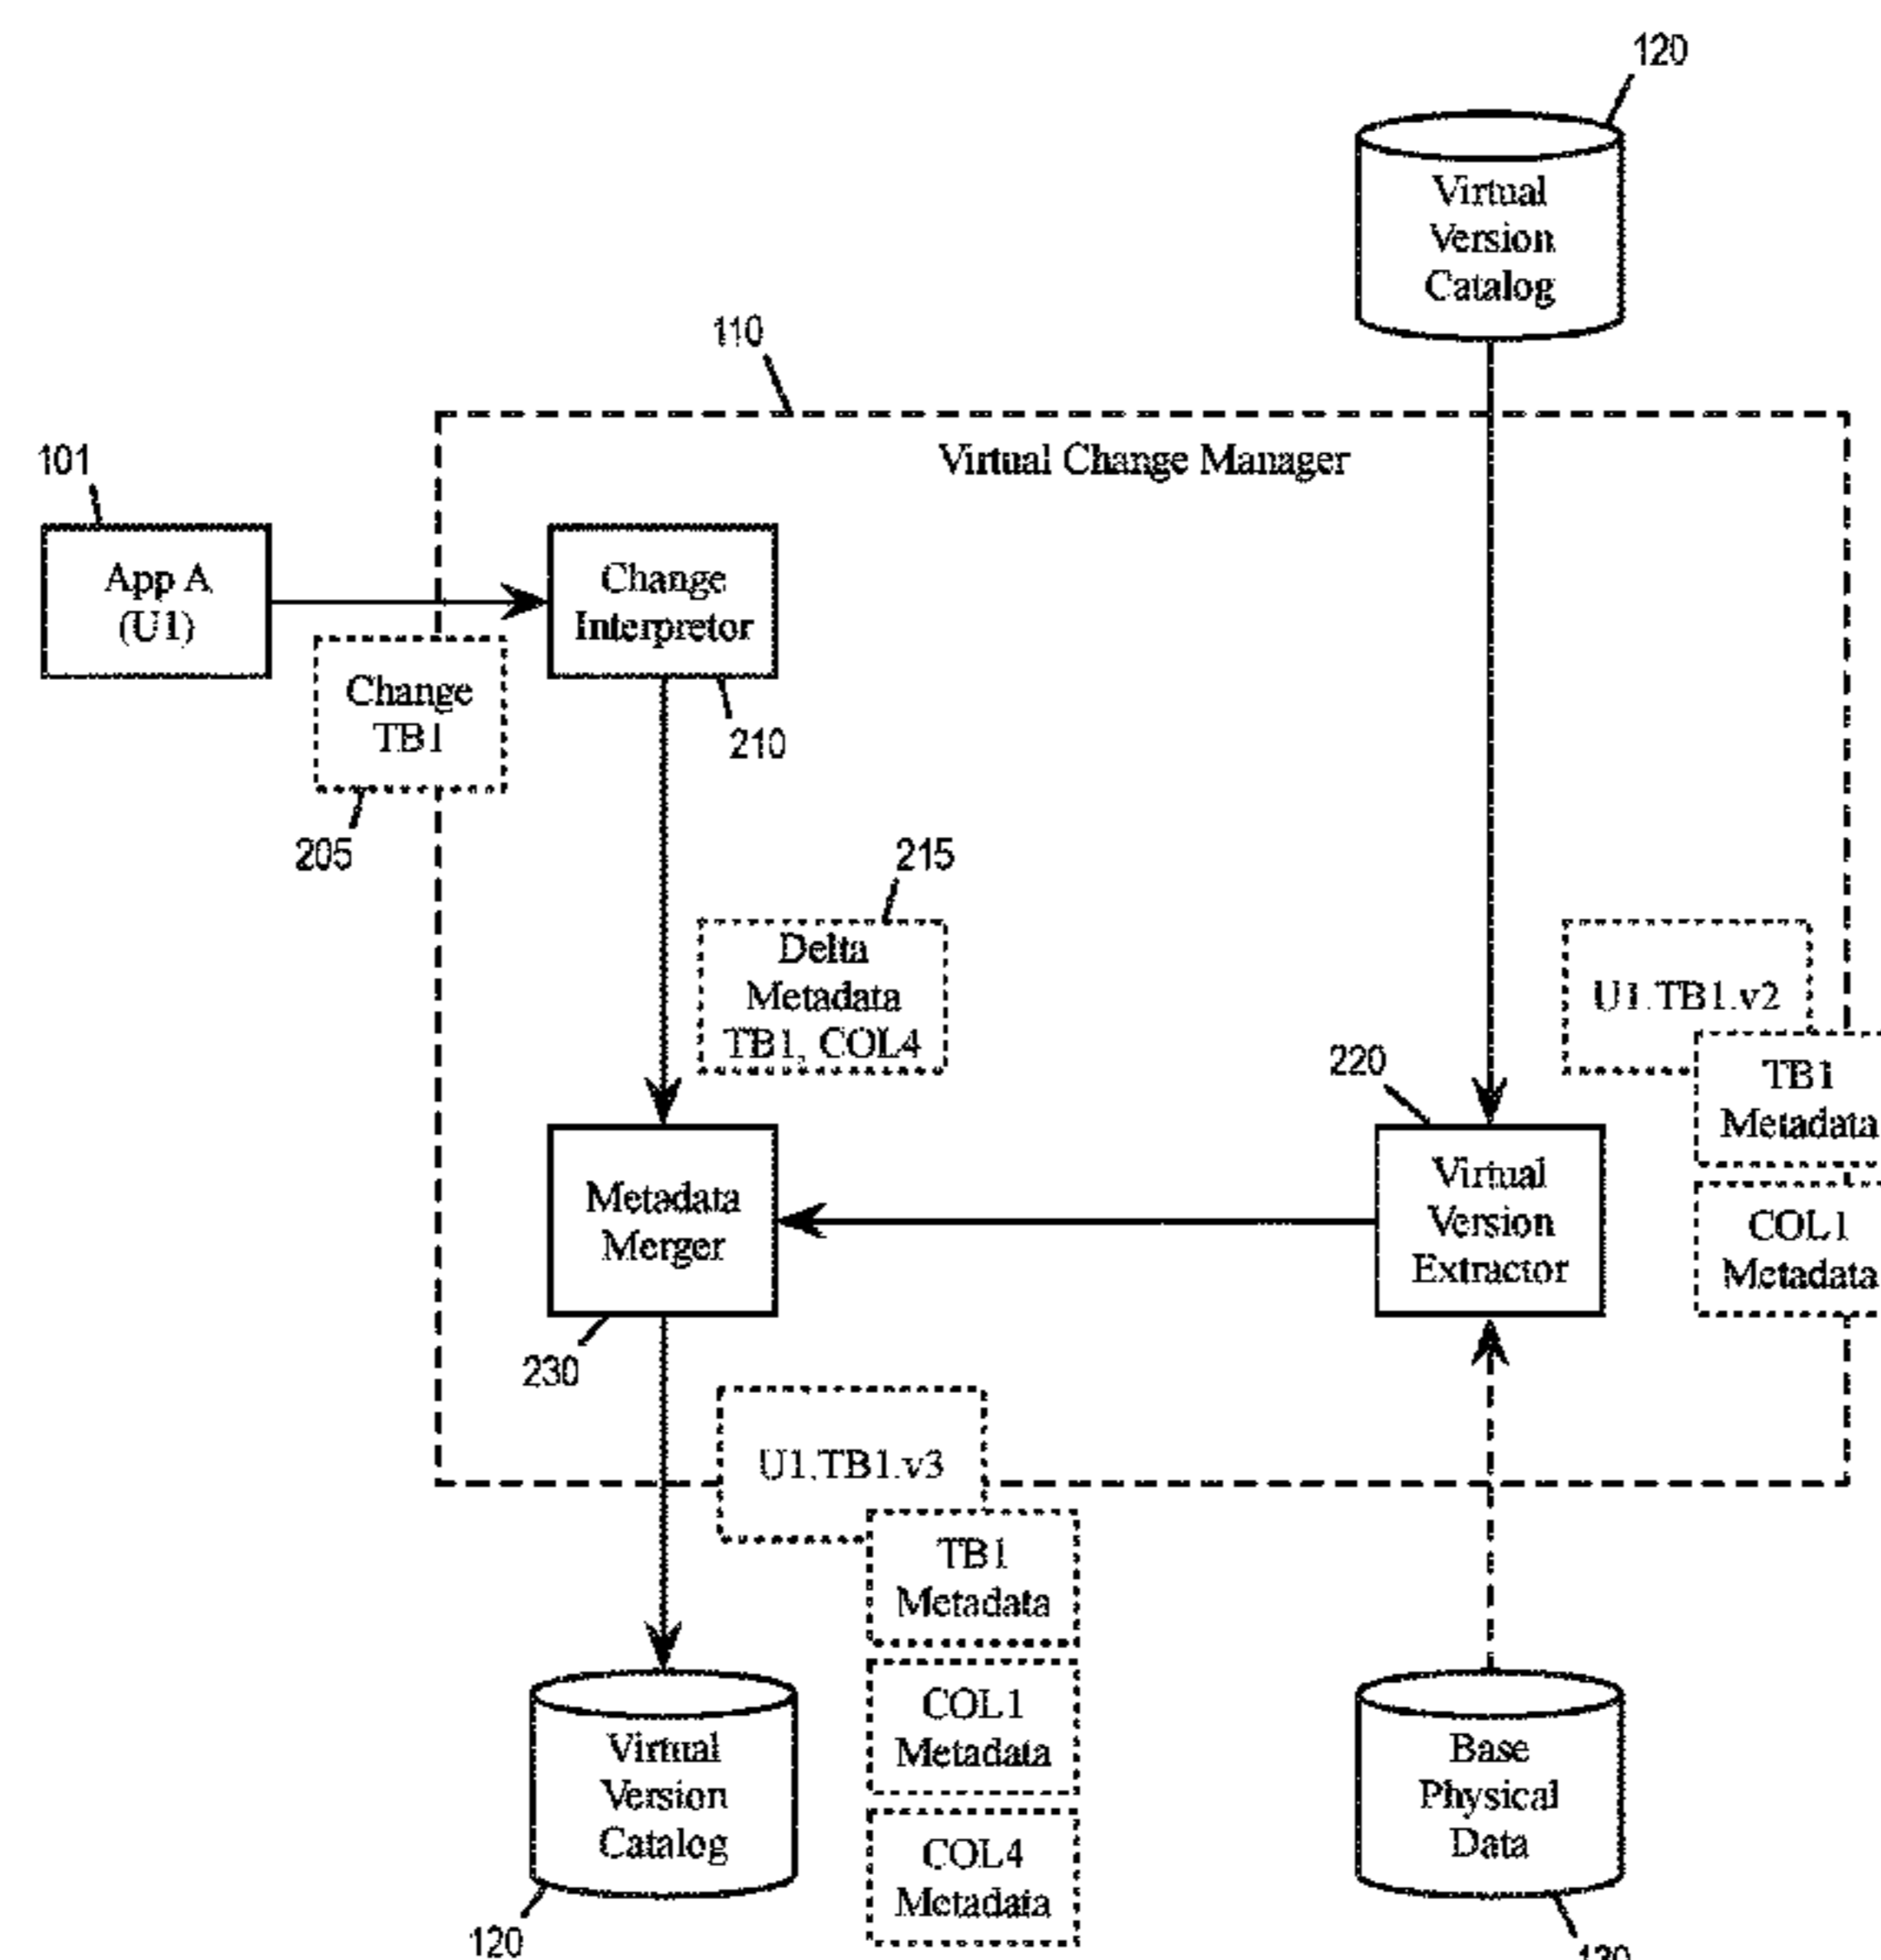 120
Virtual
Version
Catalog
110
Virtual Change Manager
101
App A
(U1)
Change
Interpretor
Change
TB1
210
205
215
Delta
Metadata
TB1, COL4
U1.TB1.v2
220
TB1
Metadata
Metadata
Merger
Virtual
Version
Extractor
COL1
Metadata
230
U1.TB1.v3
TB1
Metadata
COL1
Metadata
Virtual
Version
Catalog
Base
Physical
Data
COL4
Metadata
120